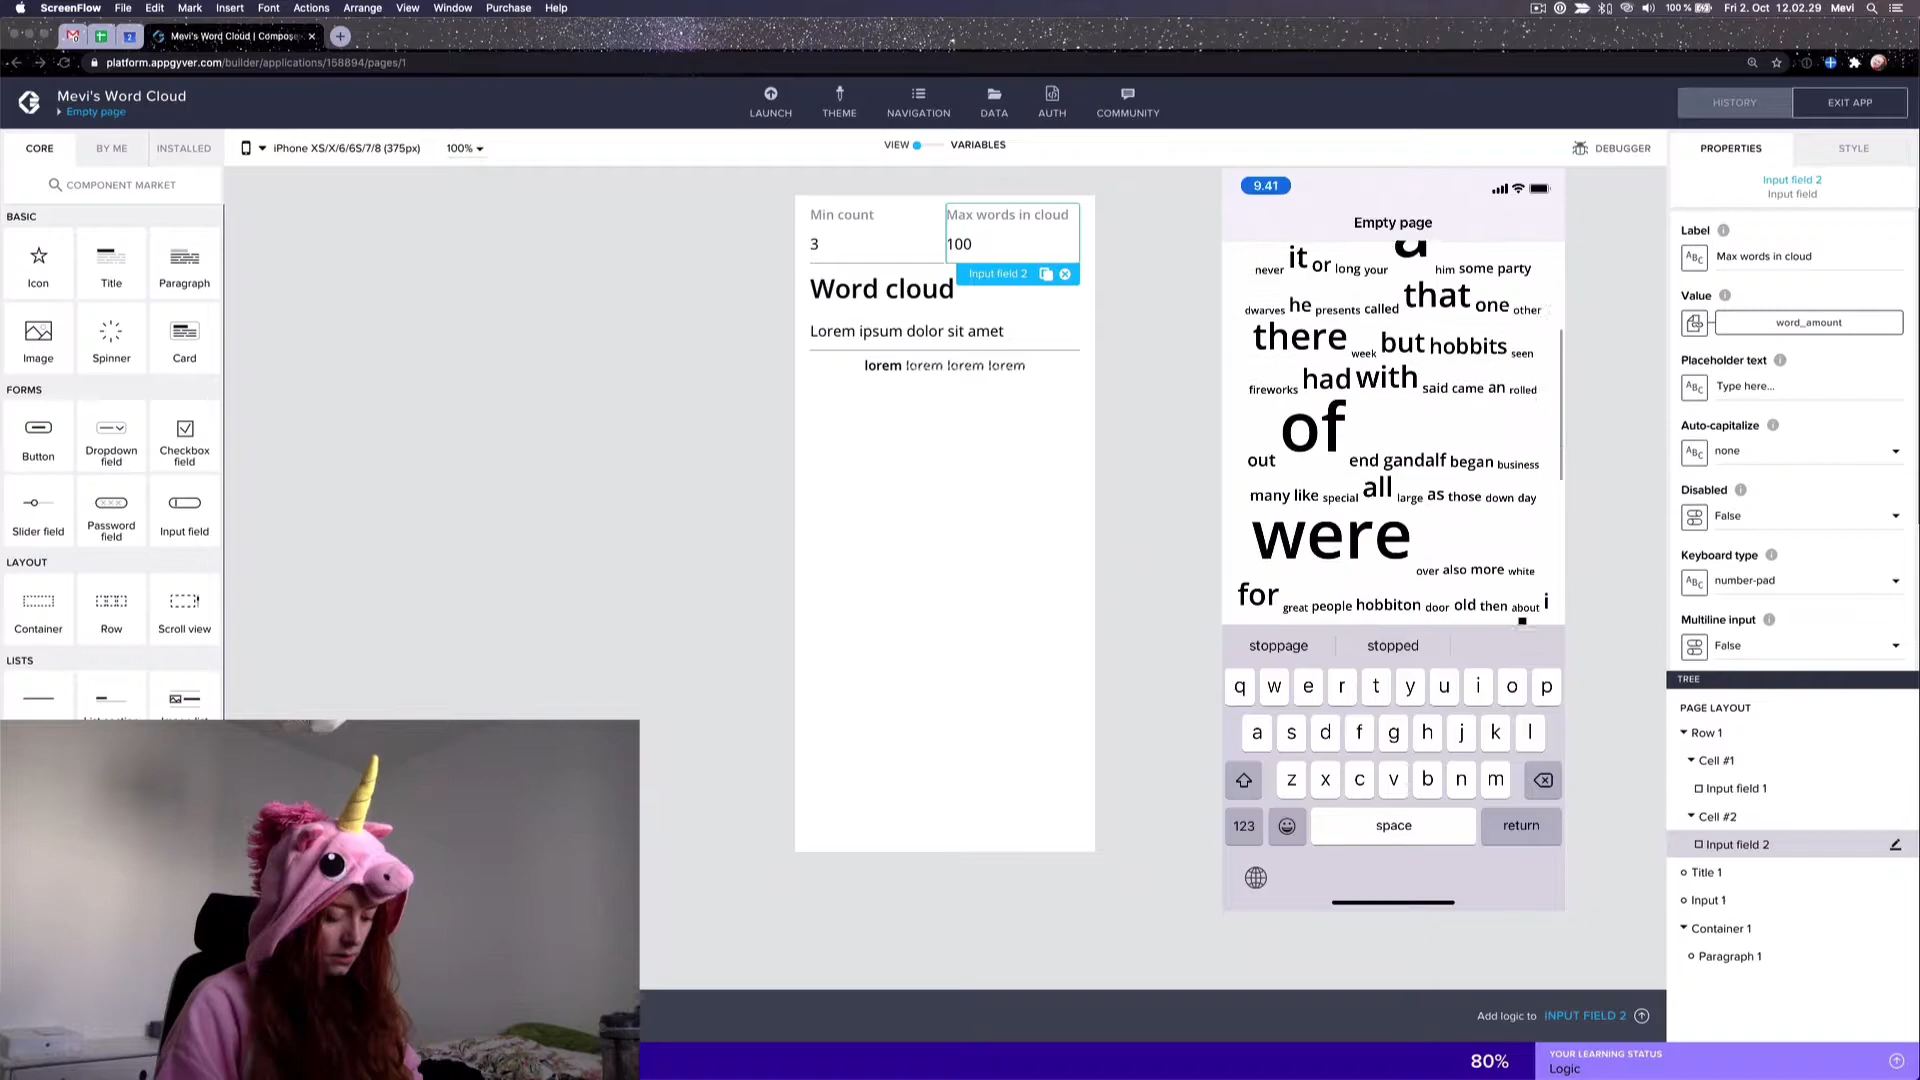 ScreenFlow File Edit Mark Insert Font Actions Arrange View Window Purchase Help
100 % Fri 2. Oct 12.02.29 Mevi
Mevi's Word Cloud | Compose
platform.appgyver.com/builder/applications/158894/pages/1
Mevi's Word Cloud
Empty page
LAUNCH THEME NAVIGATION DATA AUTH COMMUNITY
HISTORY EXIT APP
CORE BY ME INSTALLED
iPhone XS/X/6/6S/7/8 (375px) 100%
VIEW VARIABLES
DEBUGGER
COMPONENT MARKET
BASIC
Icon Title Paragraph
Image Spinner Card
FORMS
Button Dropdown field Checkbox field
Slider field Password field Input field
LAYOUT
Container Row Scroll view
LISTS
Min count Max words in cloud
3 100
Input field 2
Word cloud
Lorem ipsum dolor sit amet
lorem lorem lorem lorem
9.41
Empty page
never it or long your a him some party
dwarves he presents called that one other
there week but hobbits seen
fireworks had with said came an rolled
out of end gandalf began business
many like special all large as those down day
were over also more white
for great people hobbiton door old then about i
stoppage stopped
q w e r t y u i o p
a s d f g h j k l
z x c v b n m
123 space return
PROPERTIES STYLE
Input field 2
Input field
Label
ABC Max words in cloud
Value
word_amount
Placeholder text
ABC Type here...
Auto-capitalize
ABC none
Disabled
False
Keyboard type
ABC number-pad
Multiline input
False
TREE
PAGE LAYOUT
Row 1
Cell #1
Input field 1
Cell #2
Input field 2
Title 1
Input 1
Container 1
Paragraph 1
Add logic to INPUT FIELD 2
80%
YOUR LEARNING STATUS
Logic